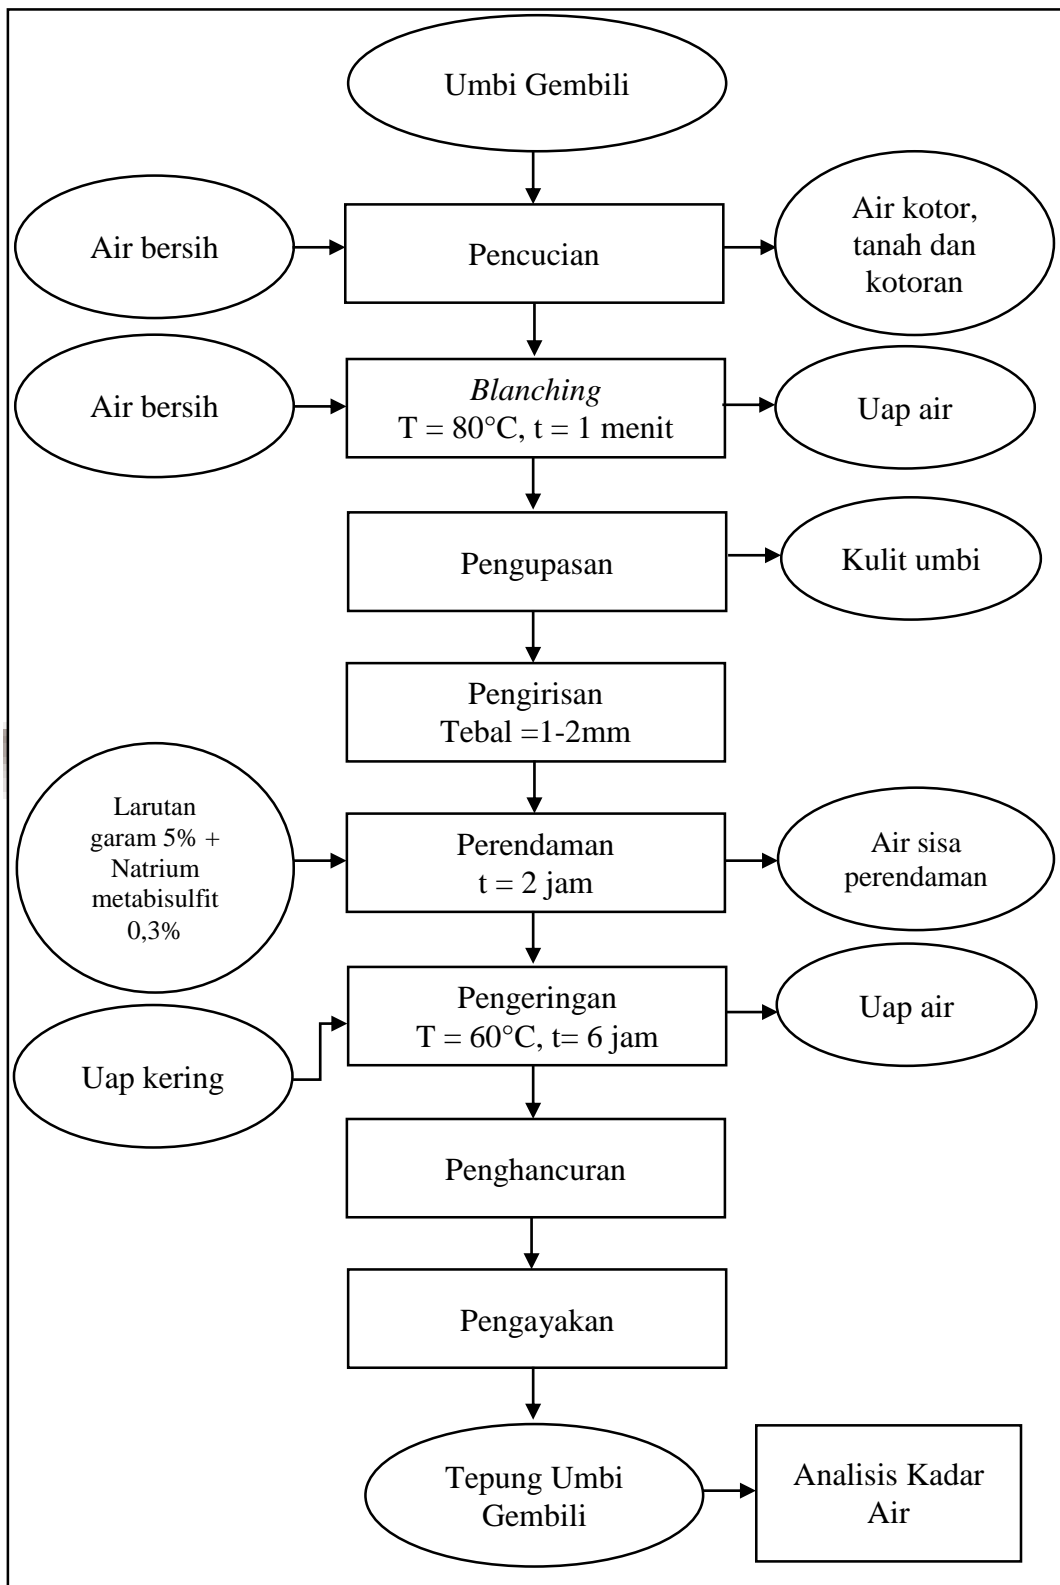 Umbi Gembili
Air bersih
Pencucian
Air kotor,
tanah dan
kotoran
Air bersih
Blanching
T = 80°C, t = 1 menit
Uap air
Pengupasan
Kulit umbi
Pengirisan
Tebal =1-2mm
Larutan
garam 5% +
Natrium
metabisulfit
0,3%
Perendaman
t = 2 jam
Air sisa
perendaman
Uap kering
Pengeringan
T = 60°C, t= 6 jam
Uap air
Penghancuran
Pengayakan
Tepung Umbi
Gembili
Analisis Kadar
Air